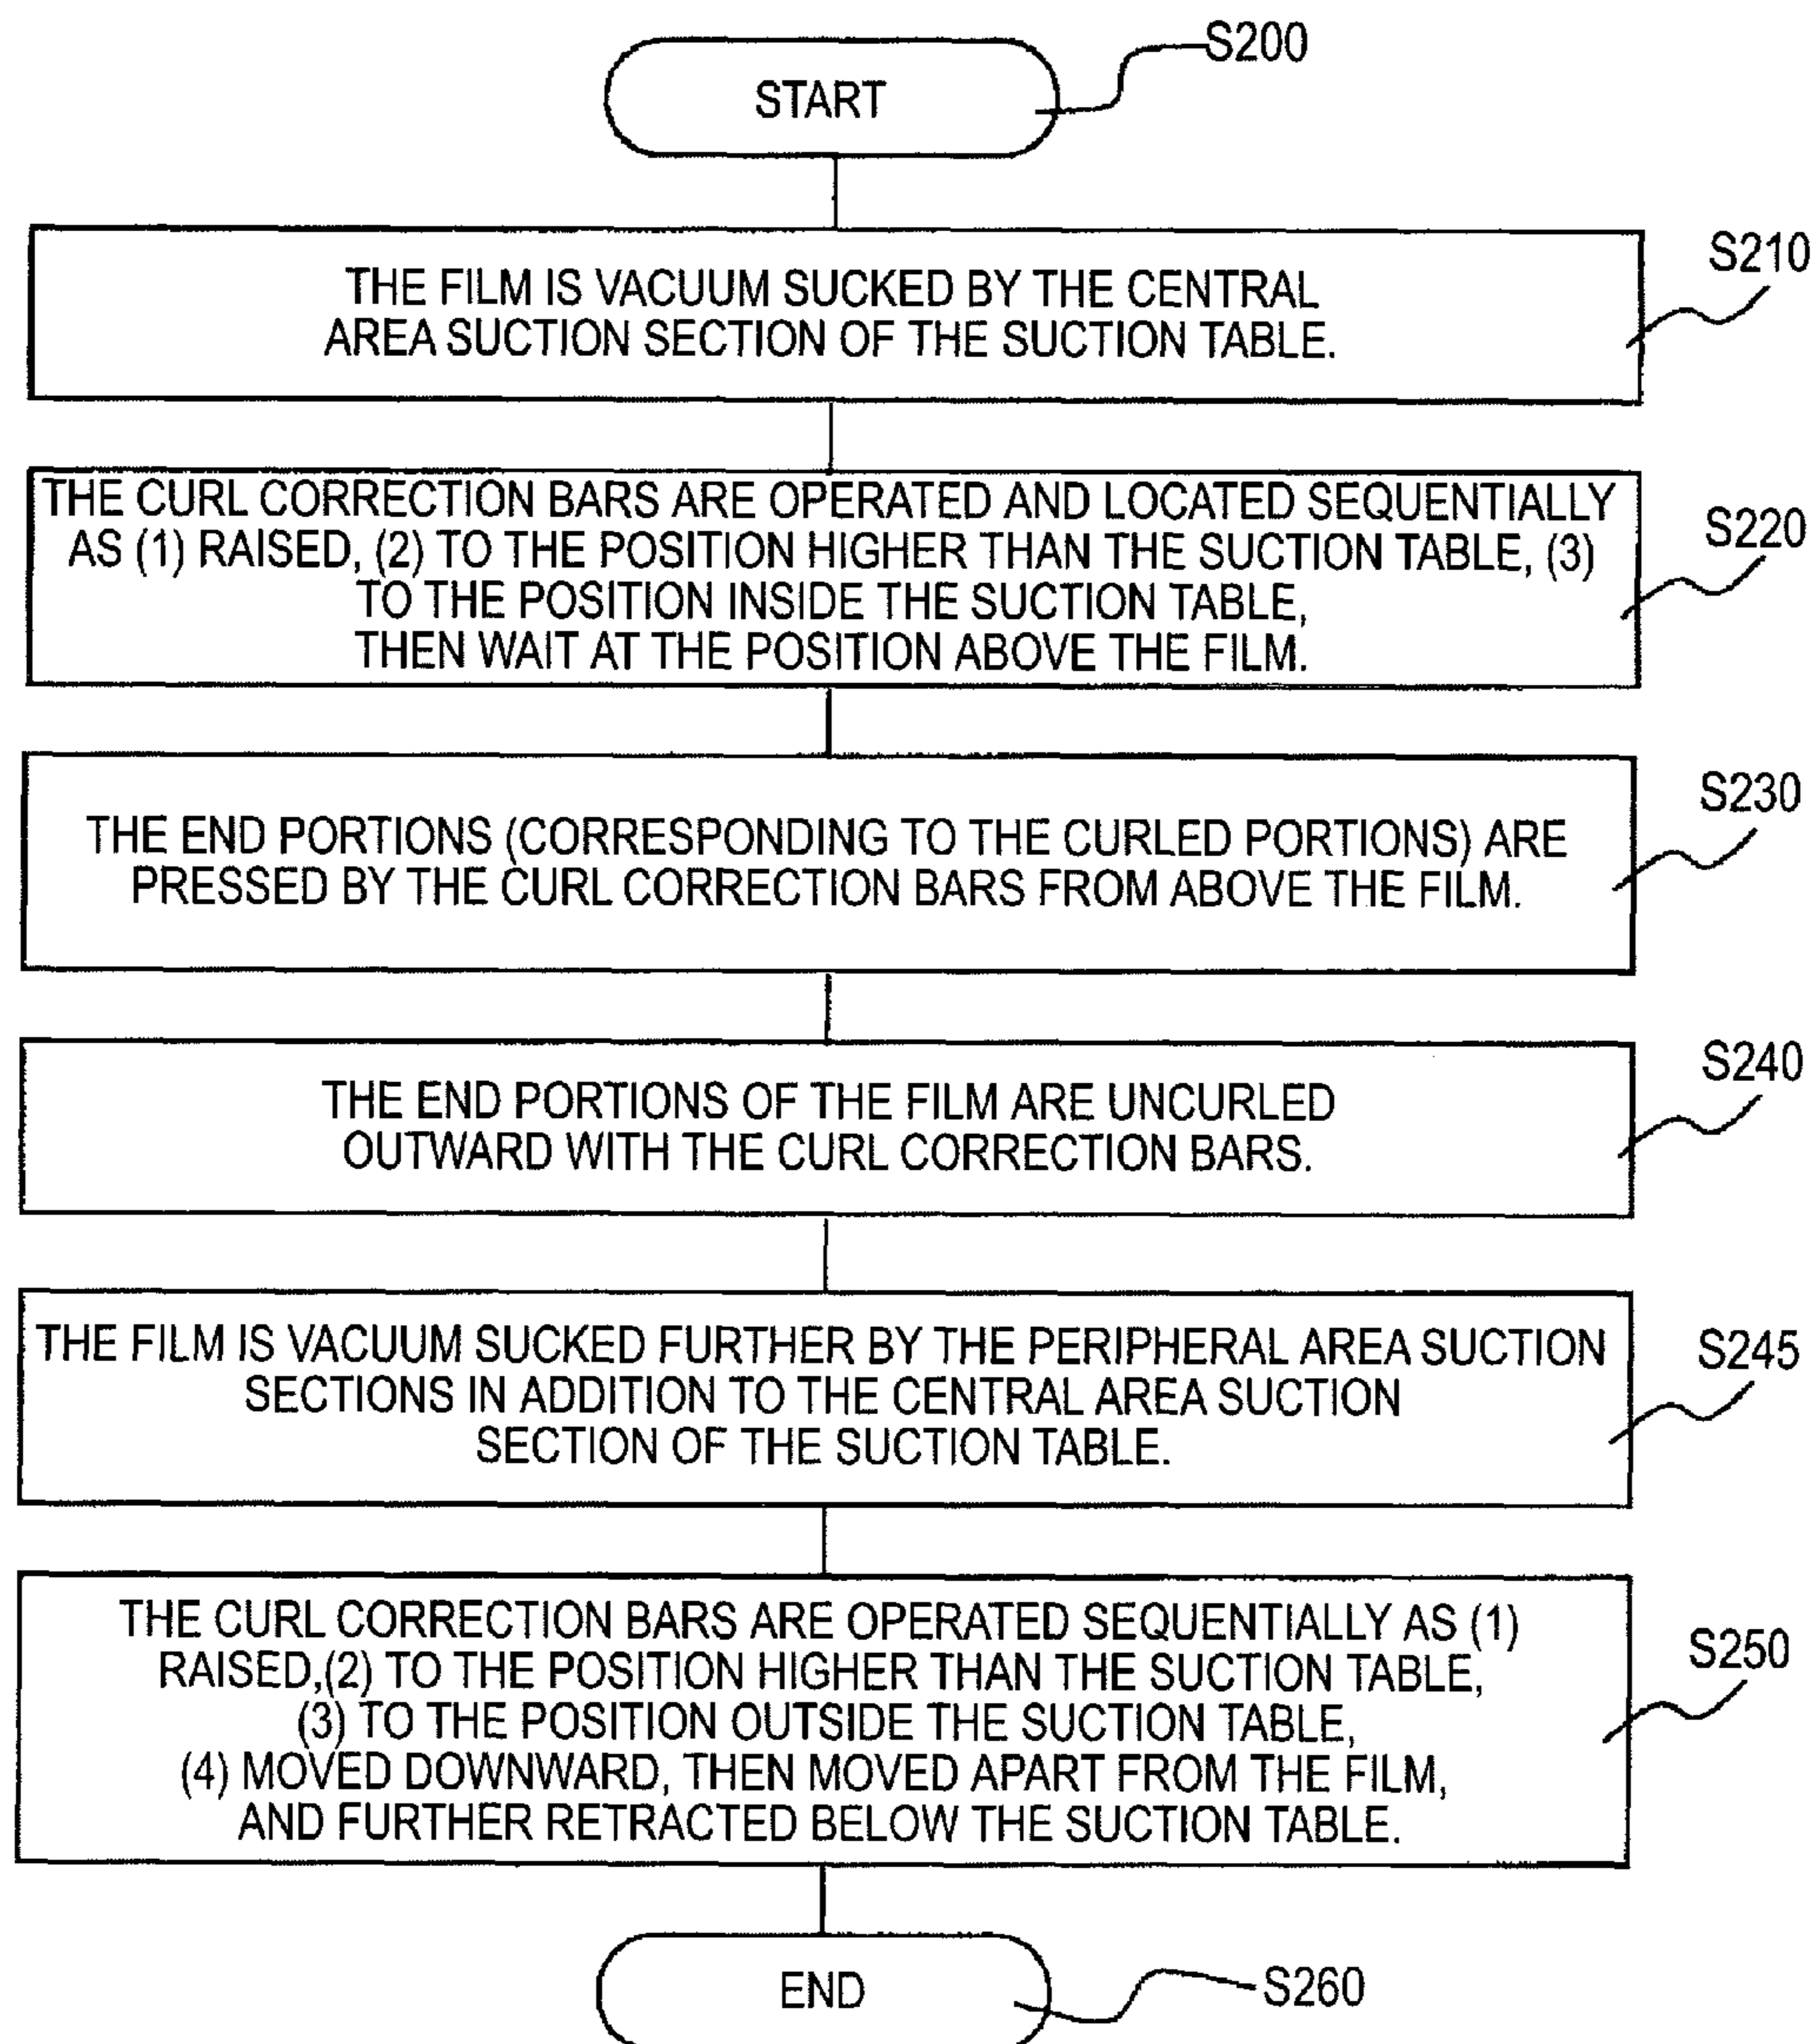 START
S200
THE FILM IS VACUUM SUCKED BY THE CENTRAL
AREA SUCTION SECTION OF THE SUCTION TABLE.
S210
THE CURL CORRECTION BARS ARE OPERATED AND LOCATED SEQUENTIALLY
AS (1) RAISED, (2) TO THE POSITION HIGHER THAN THE SUCTION TABLE, (3)
TO THE POSITION INSIDE THE SUCTION TABLE,
THEN WAIT AT THE POSITION ABOVE THE FILM.
S220
THE END PORTIONS (CORRESPONDING TO THE CURLED PORTIONS) ARE
PRESSED BY THE CURL CORRECTION BARS FROM ABOVE THE FILM.
S230
THE END PORTIONS OF THE FILM ARE UNCURLED
OUTWARD WITH THE CURL CORRECTION BARS.
S240
THE FILM IS VACUUM SUCKED FURTHER BY THE PERIPHERAL AREA SUCTION
SECTIONS IN ADDITION TO THE CENTRAL AREA SUCTION
SECTION OF THE SUCTION TABLE.
S245
THE CURL CORRECTION BARS ARE OPERATED SEQUENTIALLY AS (1)
RAISED,(2) TO THE POSITION HIGHER THAN THE SUCTION TABLE,
(3) TO THE POSITION OUTSIDE THE SUCTION TABLE,
(4) MOVED DOWNWARD, THEN MOVED APART FROM THE FILM,
AND FURTHER RETRACTED BELOW THE SUCTION TABLE.
S250
END
S260